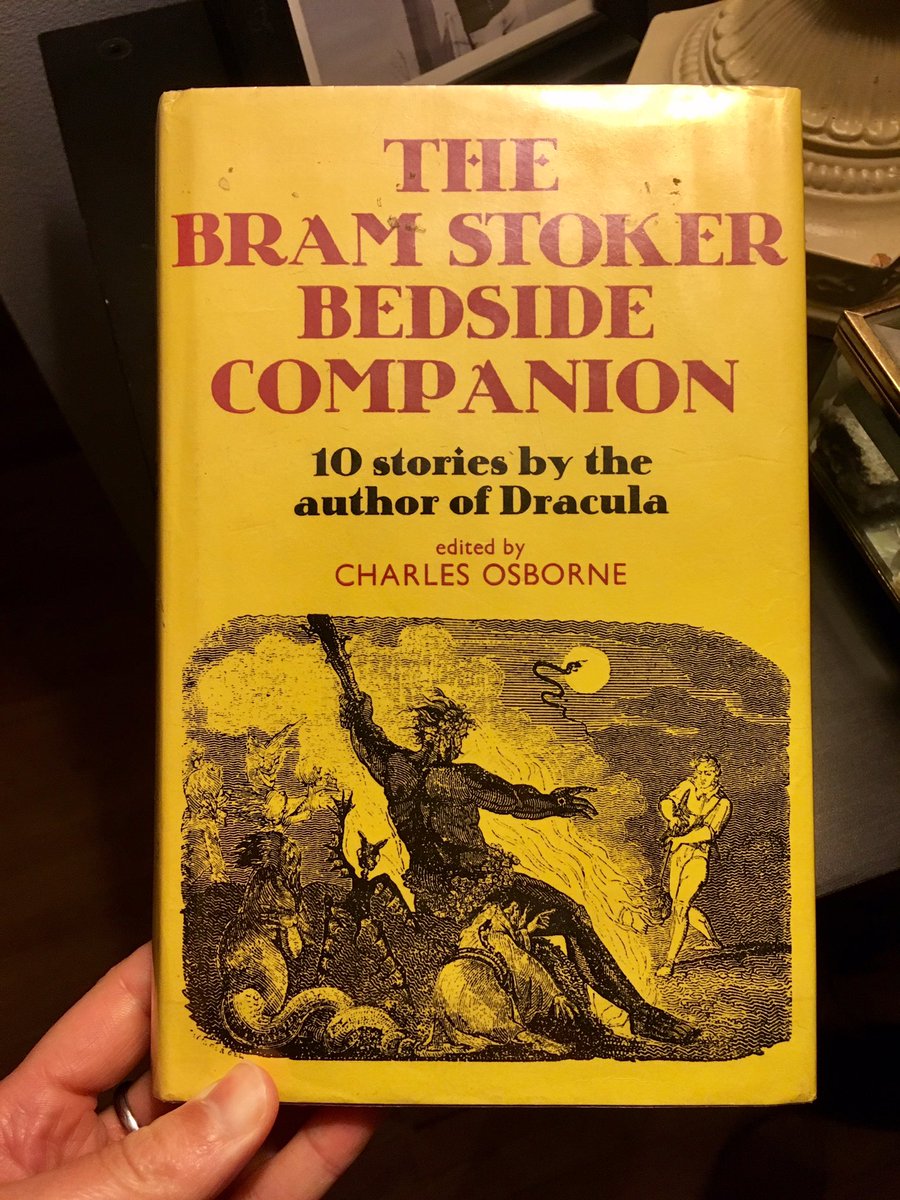 THE
BRAM STOKER
BEDSIDE
COMPANION
10 stories by the
author of Dracula
edited by
CHARLES OSBORNE